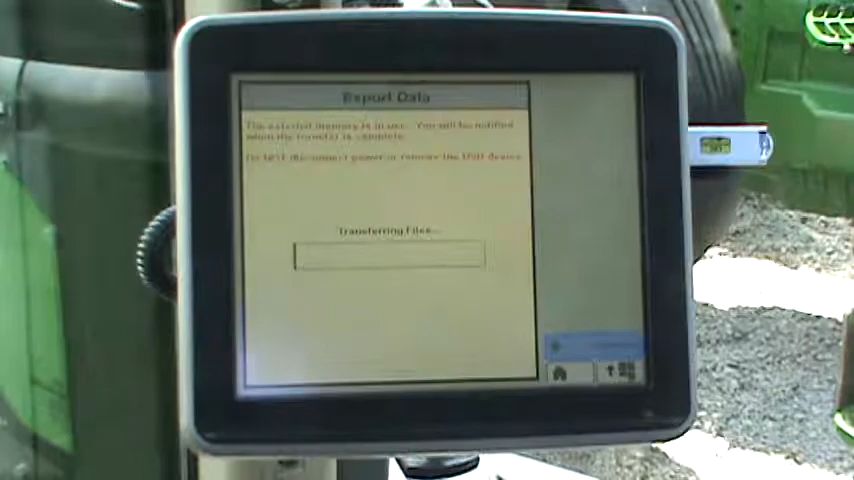 Export Data
The external memory is in use. You will be notified
when the transfer is complete.
Do NOT disconnect power or remove the USB device.
Transferring Files...